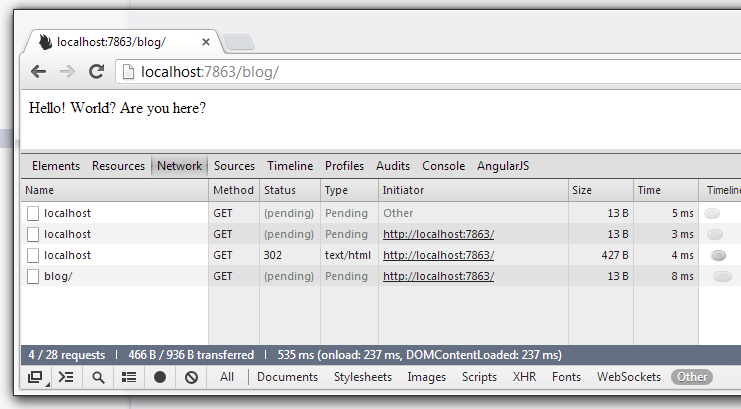 localhost:7863/blog/
localhost:7863/blog/
Hello! World? Are you here?
Elements Resources Network Sources Timeline Profiles Audits Console AngularJS
Name Method Status Type Initiator Size Time Timeline
localhost GET (pending) Pending Other 13 B 5 ms
localhost GET (pending) Pending http://localhost:7863/ 13 B 3 ms
localhost GET 302 text/html http://localhost:7863/ 427 B 4 ms
blog/ GET (pending) Pending http://localhost:7863/ 13 B 8 ms
4 / 28 requests | 466 B / 936 B transferred | 535 ms (onload: 237 ms, DOMContentLoaded: 237 ms)
All Documents Stylesheets Images Scripts XHR Fonts WebSockets Other